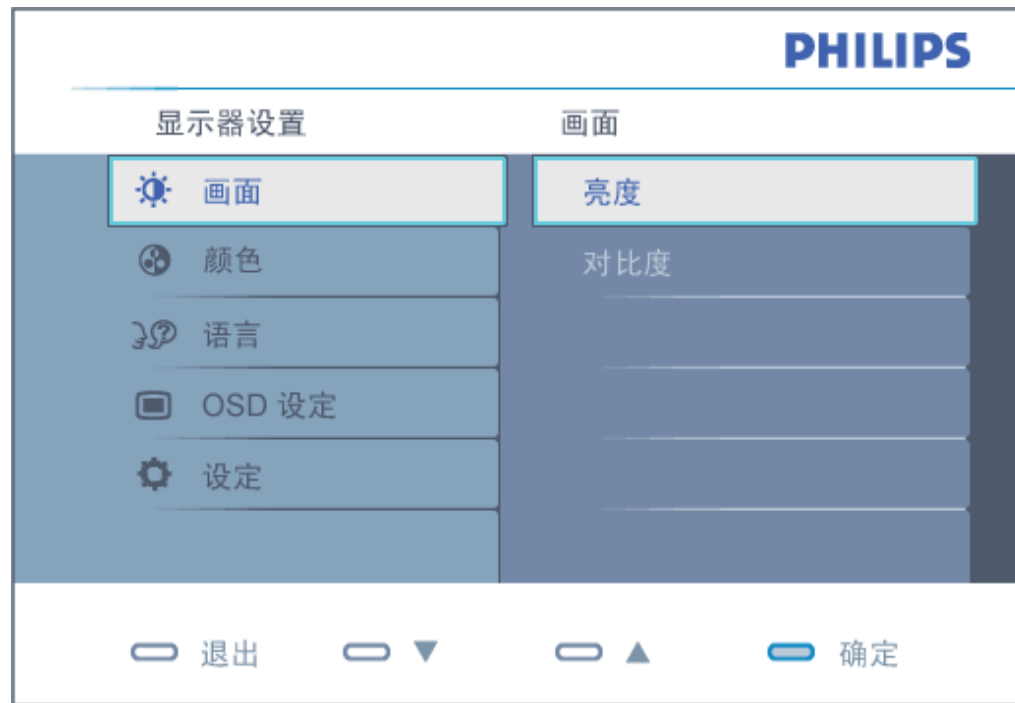 PHILIPS
显示器设置 画面
画面 亮度
颜色 对比度
语言
OSD 设定
设定
退出 ▼ ▲ 确定